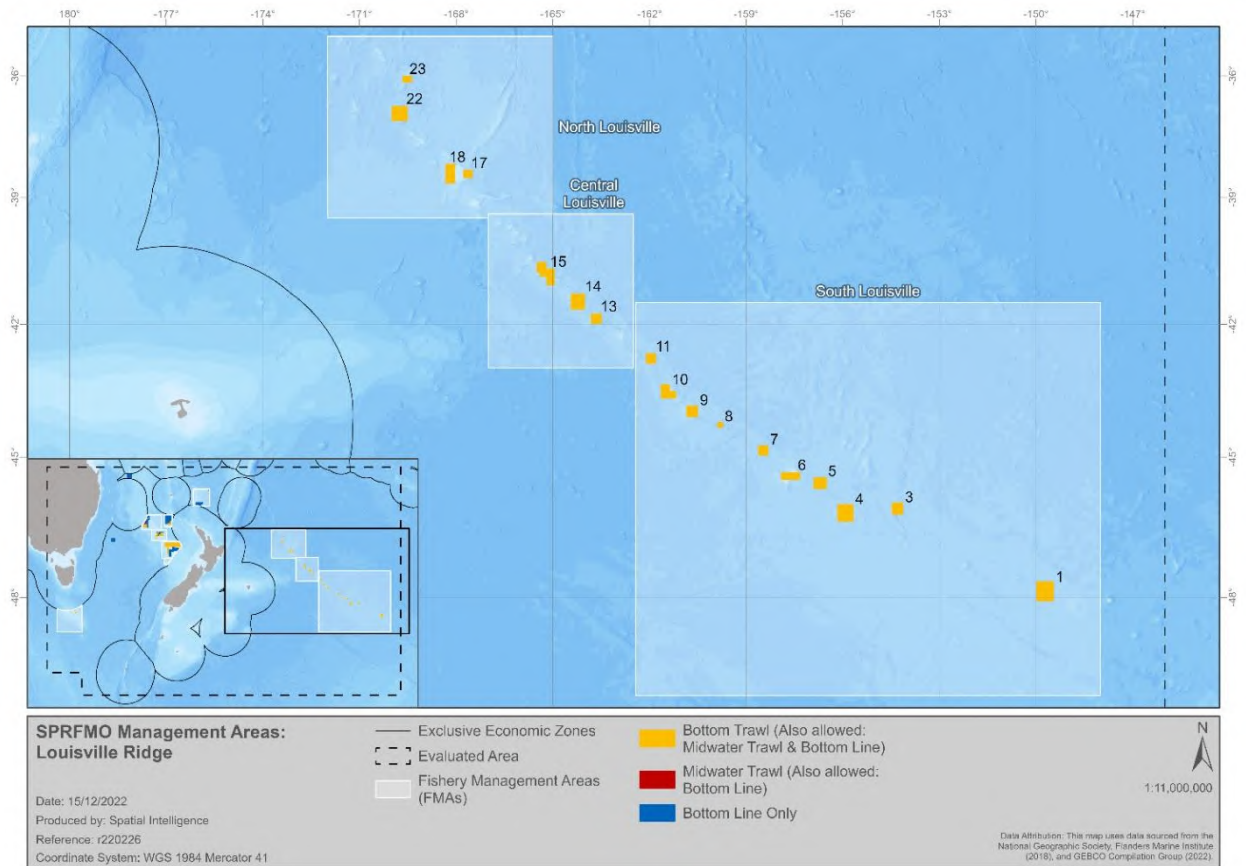 180° -177° -174° -171° -168° -165° -162° -159° -156° -153° -150° -147°
-36° -36°
-39° -39°
-42° -42°
-45° -45°
-48° -48°
23
22
North Louisville
18 17
Central
Louisville
15
14
13
South Louisville
11
10
9
8
7
6
5
4
3
1
SPRFMO Management Areas:
Louisville Ridge
Date: 15/12/2022
Produced by: Spatial Intelligence
Reference: r220226
Coordinate System: WGS 1984 Mercator 41
Exclusive Economic Zones
Evaluated Area
Fishery Management Areas
(FMAs)
Bottom Trawl (Also allowed:
Midwater Trawl & Bottom Line)
Midwater Trawl (Also allowed:
Bottom Line)
Bottom Line Only
N
1:11,000,000
Data Attribution: This map uses data sourced from the
National Geographic Society, Flanders Marine Institute
(2018), and GEBCO Compilation Group (2022).